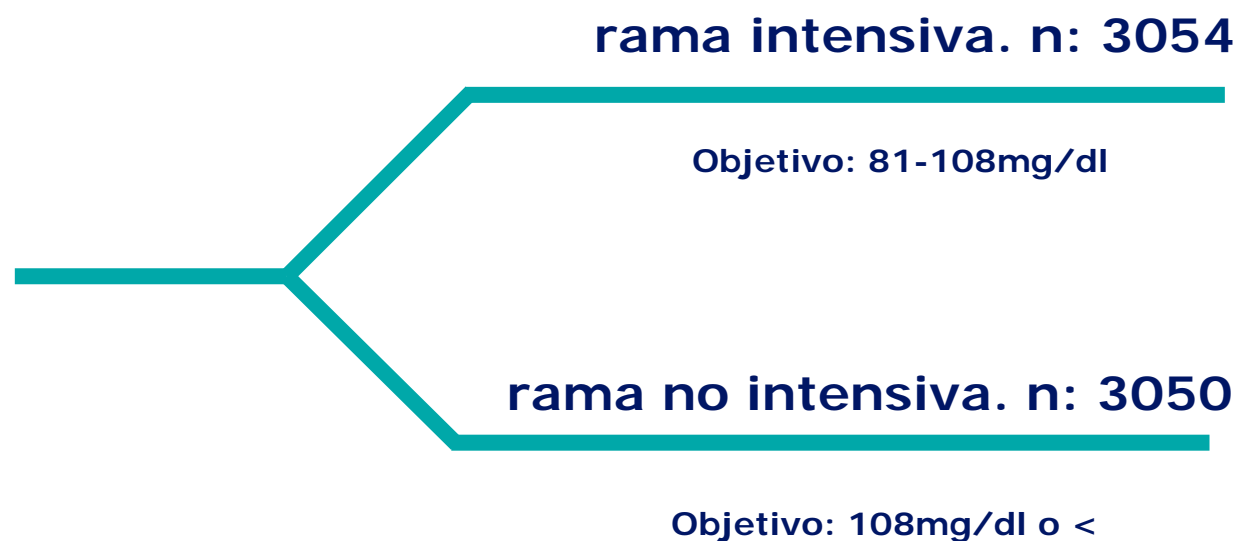 rama intensiva. n: 3054
Objetivo: 81-108mg/dl
rama no intensiva. n: 3050
Objetivo: 108mg/dl o <